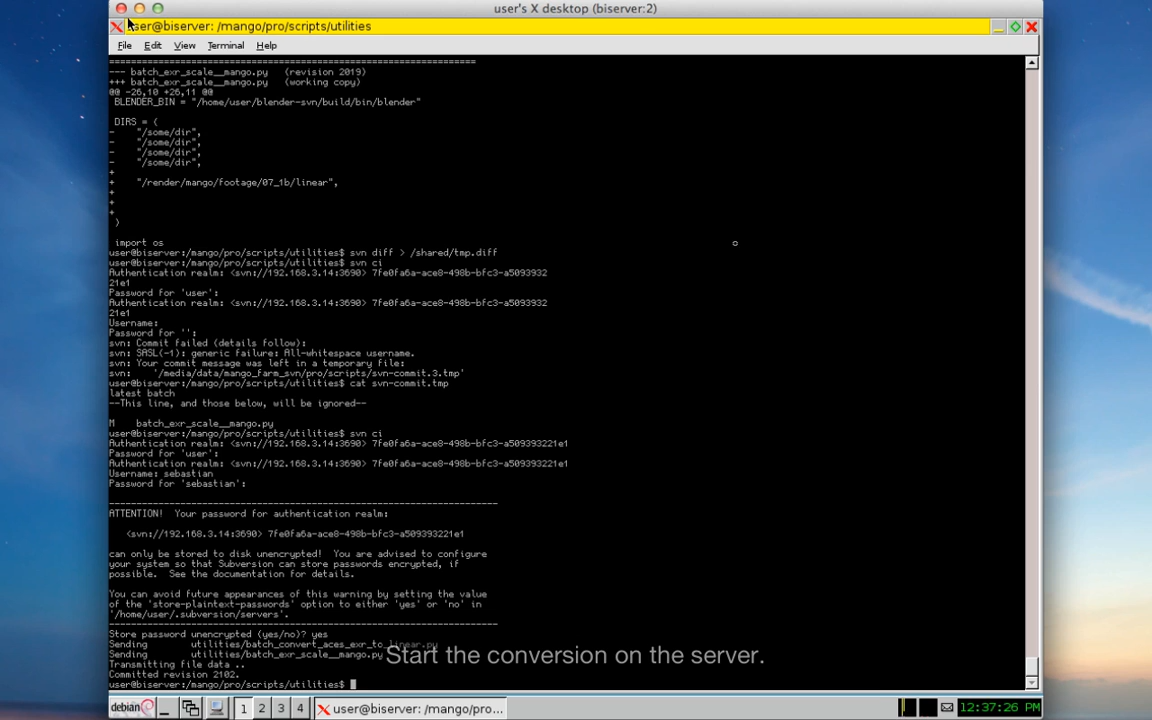 user's X desktop (biserver:2)
user@biserver: /mango/pro/scripts/utilities
File Edit View Terminal Help
===================================================================
--- batch_exr_scale__mango.py   (revision 2019)
+++ batch_exr_scale__mango.py   (working copy)
@@ -26,10 +26,11 @@
 BLENDER_BIN = "/home/user/blender-svn/build/bin/blender"
 DIRS = (
-    "/some/dir",
-    "/some/dir",
-    "/some/dir",
-    "/some/dir",
+
+    "/render/mango/footage/07_1b/linear",
+
+
+
 )
 import os
user@biserver:/mango/pro/scripts/utilities$ svn diff > /shared/tmp.diff
user@biserver:/mango/pro/scripts/utilities$ svn ci
Authentication realm: <svn://192.168.3.14:3690> 7fe0fa6a-ace8-498b-bfc3-a5093932
21e1
Password for 'user':
Authentication realm: <svn://192.168.3.14:3690> 7fe0fa6a-ace8-498b-bfc3-a5093932
21e1
Username:
Password for '':
svn: Commit failed (details follow):
svn: SASL(-1): generic failure: All-whitespace username.
svn: Your commit message was left in a temporary file:
svn:    '/media/data/mango_farm_svn/pro/scripts/svn-commit.3.tmp'
user@biserver:/mango/pro/scripts/utilities$ cat svn-commit.tmp
latest batch
--This line, and those below, will be ignored--
M    batch_exr_scale__mango.py
user@biserver:/mango/pro/scripts/utilities$ svn ci
Authentication realm: <svn://192.168.3.14:3690> 7fe0fa6a-ace8-498b-bfc3-a509393221e1
Password for 'user':
Authentication realm: <svn://192.168.3.14:3690> 7fe0fa6a-ace8-498b-bfc3-a509393221e1
Username: sebastian
Password for 'sebastian':
-----------------------------------------------------------------------
ATTENTION!  Your password for authentication realm:
   <svn://192.168.3.14:3690> 7fe0fa6a-ace8-498b-bfc3-a509393221e1
can only be stored to disk unencrypted!  You are advised to configure
your system so that Subversion can store passwords encrypted, if
possible.  See the documentation for details.
You can avoid future appearances of this warning by setting the value
of the 'store-plaintext-passwords' option to either 'yes' or 'no' in
'/home/user/.subversion/servers'.
-----------------------------------------------------------------------
Store password unencrypted (yes/no)? yes
Sending        utilities/batch_convert_aces_exr_to_linear.py
Sending        utilities/batch_exr_scale__mango.py
Start the conversion on the server.
Transmitting file data ..
Committed revision 2102.
user@biserver:/mango/pro/scripts/utilities$
debian 1 2 3 4 user@biserver: /mango/pro... 12:37:26 PM